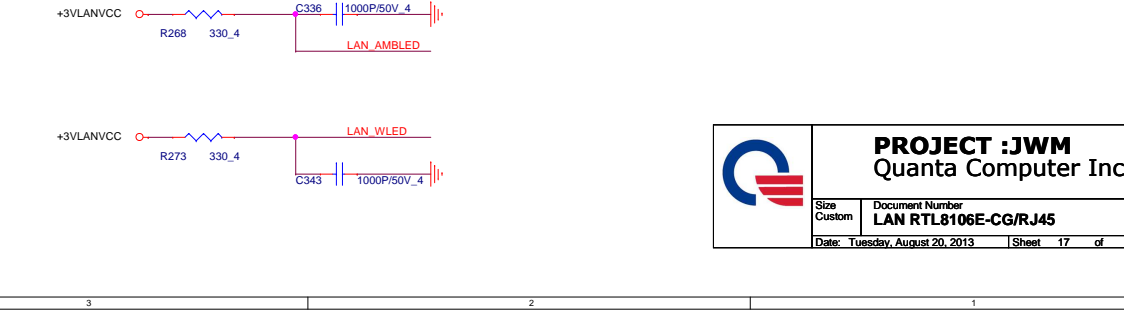 +3VLANVCC
C336
1000P/50V_4
R268 330_4
LAN_AMBLED
+3VLANVCC
LAN_WLED
R273 330_4
C343
1000P/50V_4
PROJECT :JWM
Quanta Computer Inc
Size
Custom
Document Number
LAN RTL8106E-CG/RJ45
Date: Tuesday, August 20, 2013 Sheet 17 of
3 2 1